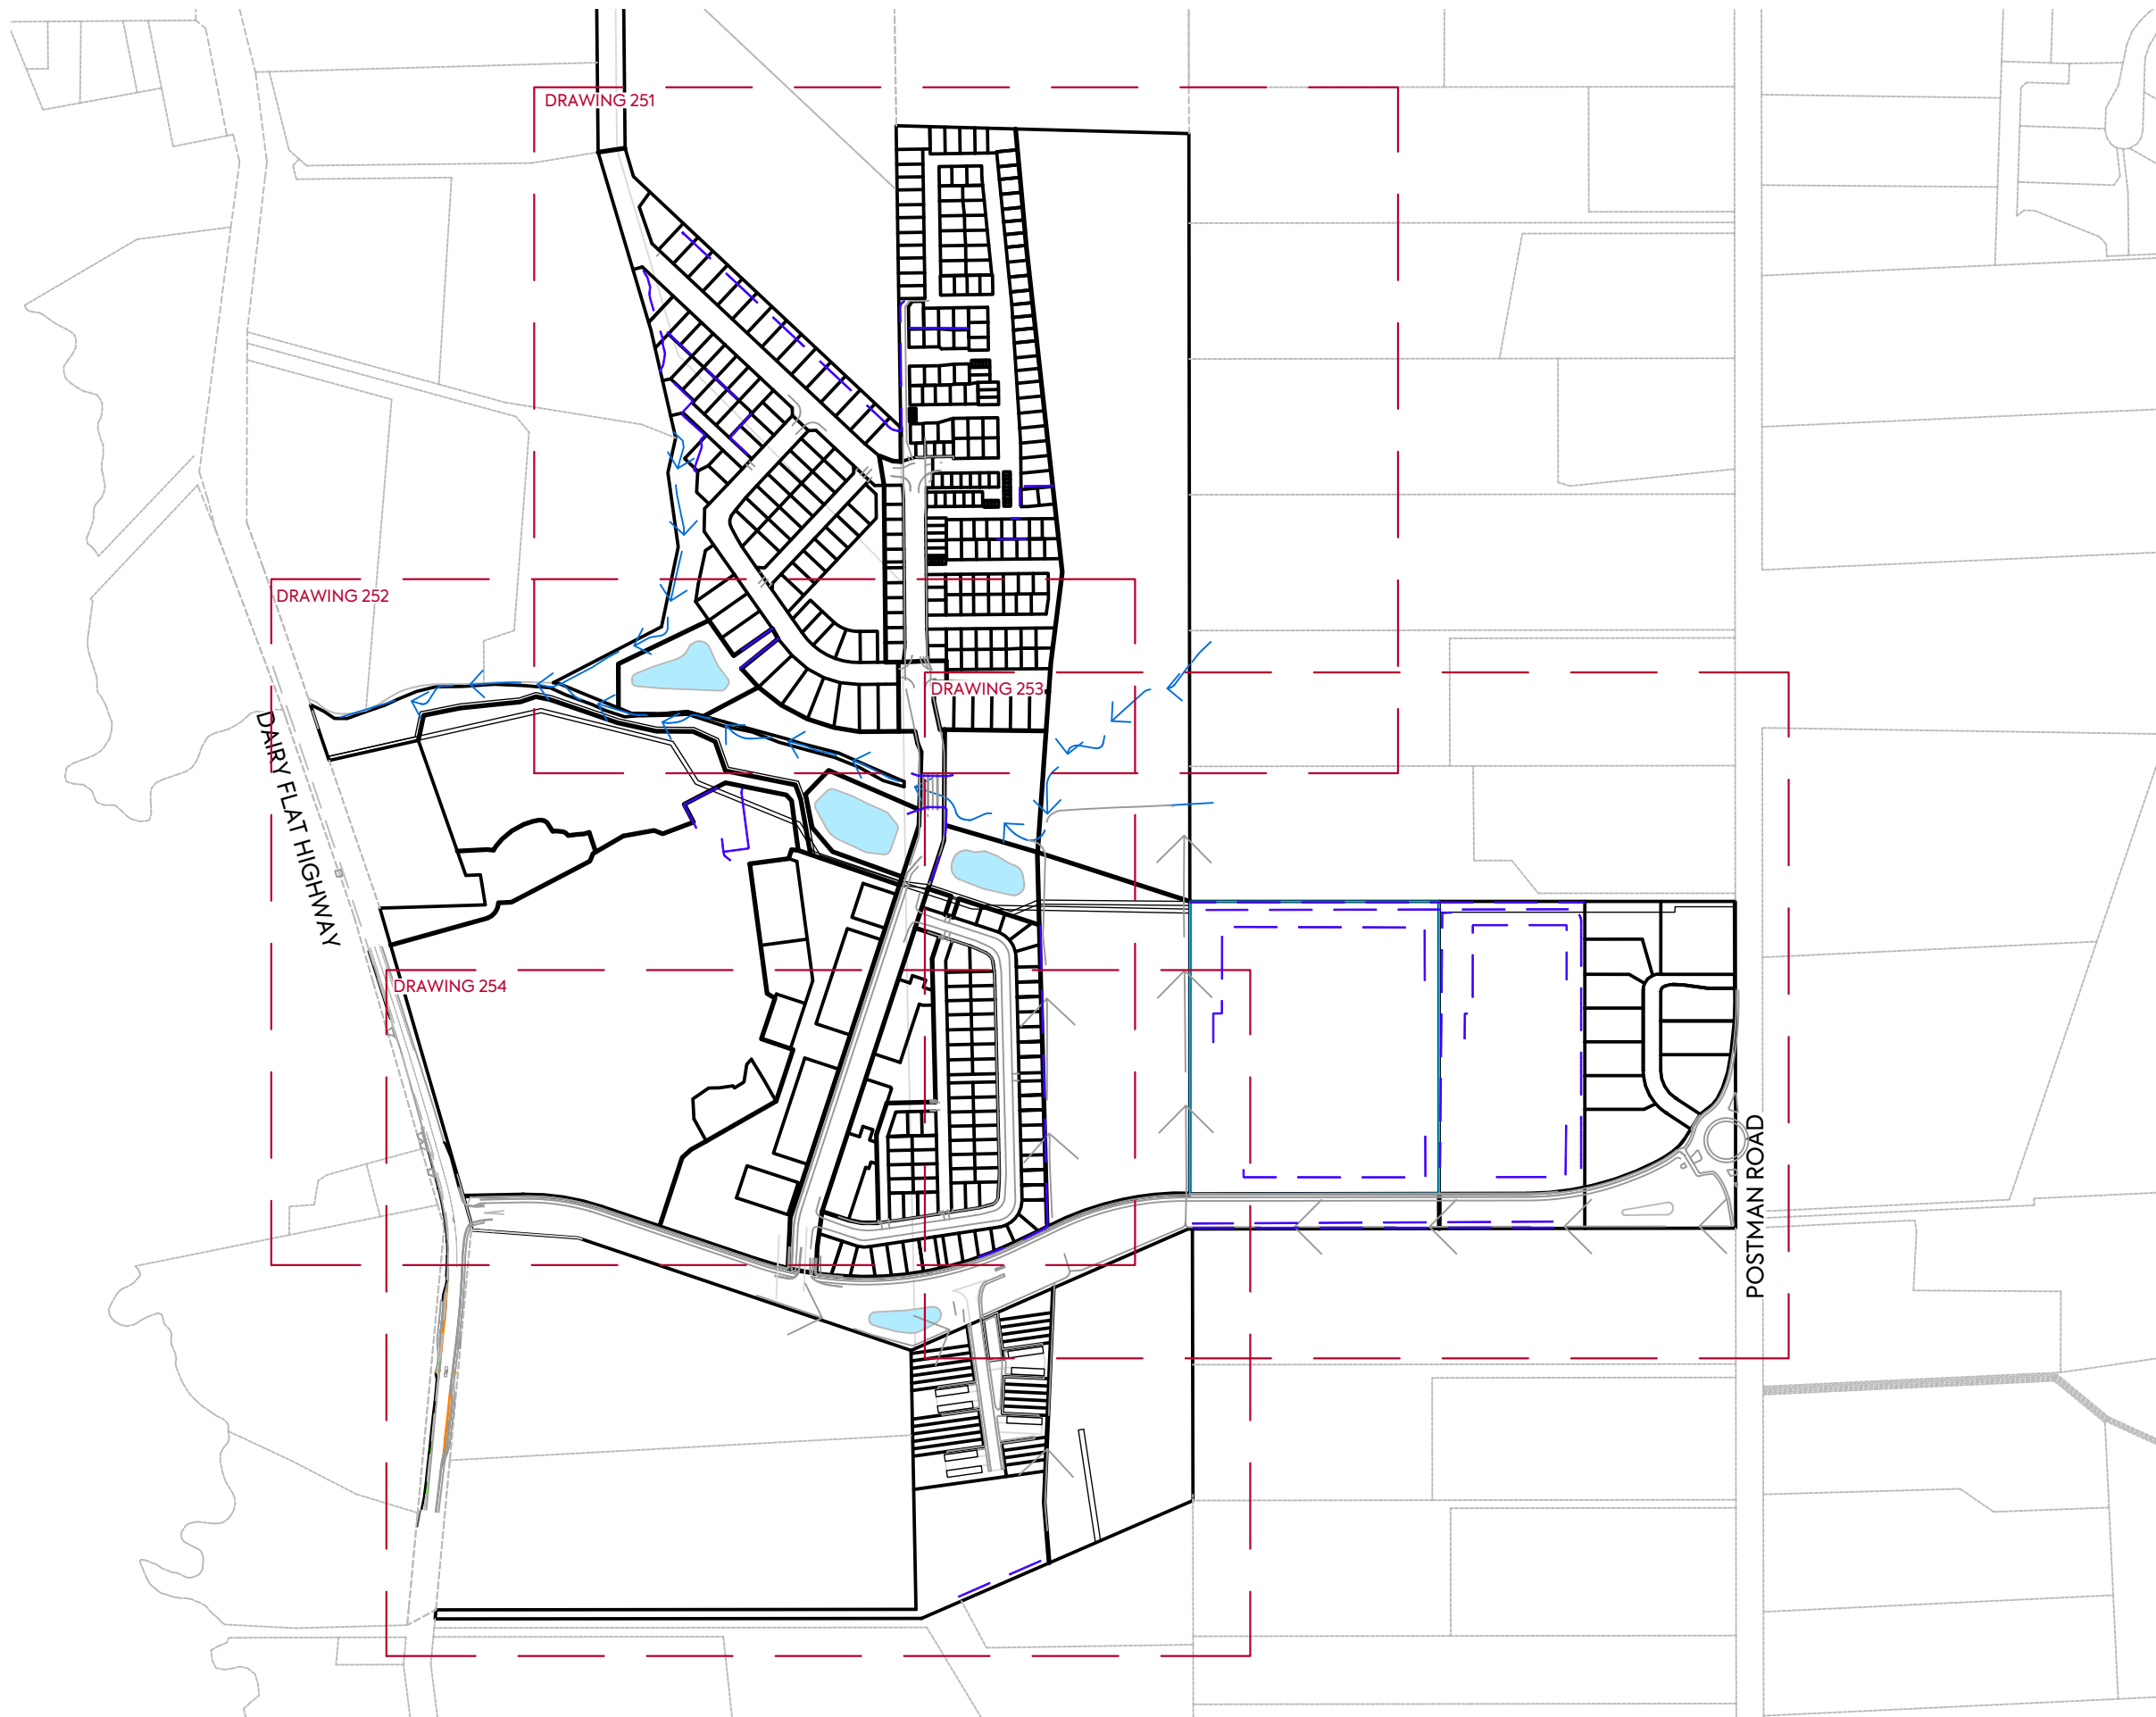 DRAWING 251
DRAWING 252
DRAWING 253
DAIRY FLAT HIGHWAY
DRAWING 254
POSTMAN ROAD